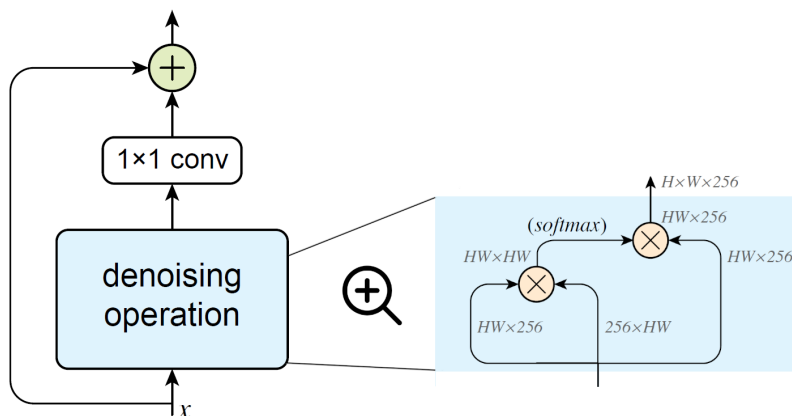 1×1 conv
denoising
operation
x
H×W×256
HW×256
(softmax)
HW×HW
HW×256
HW×256
256×HW